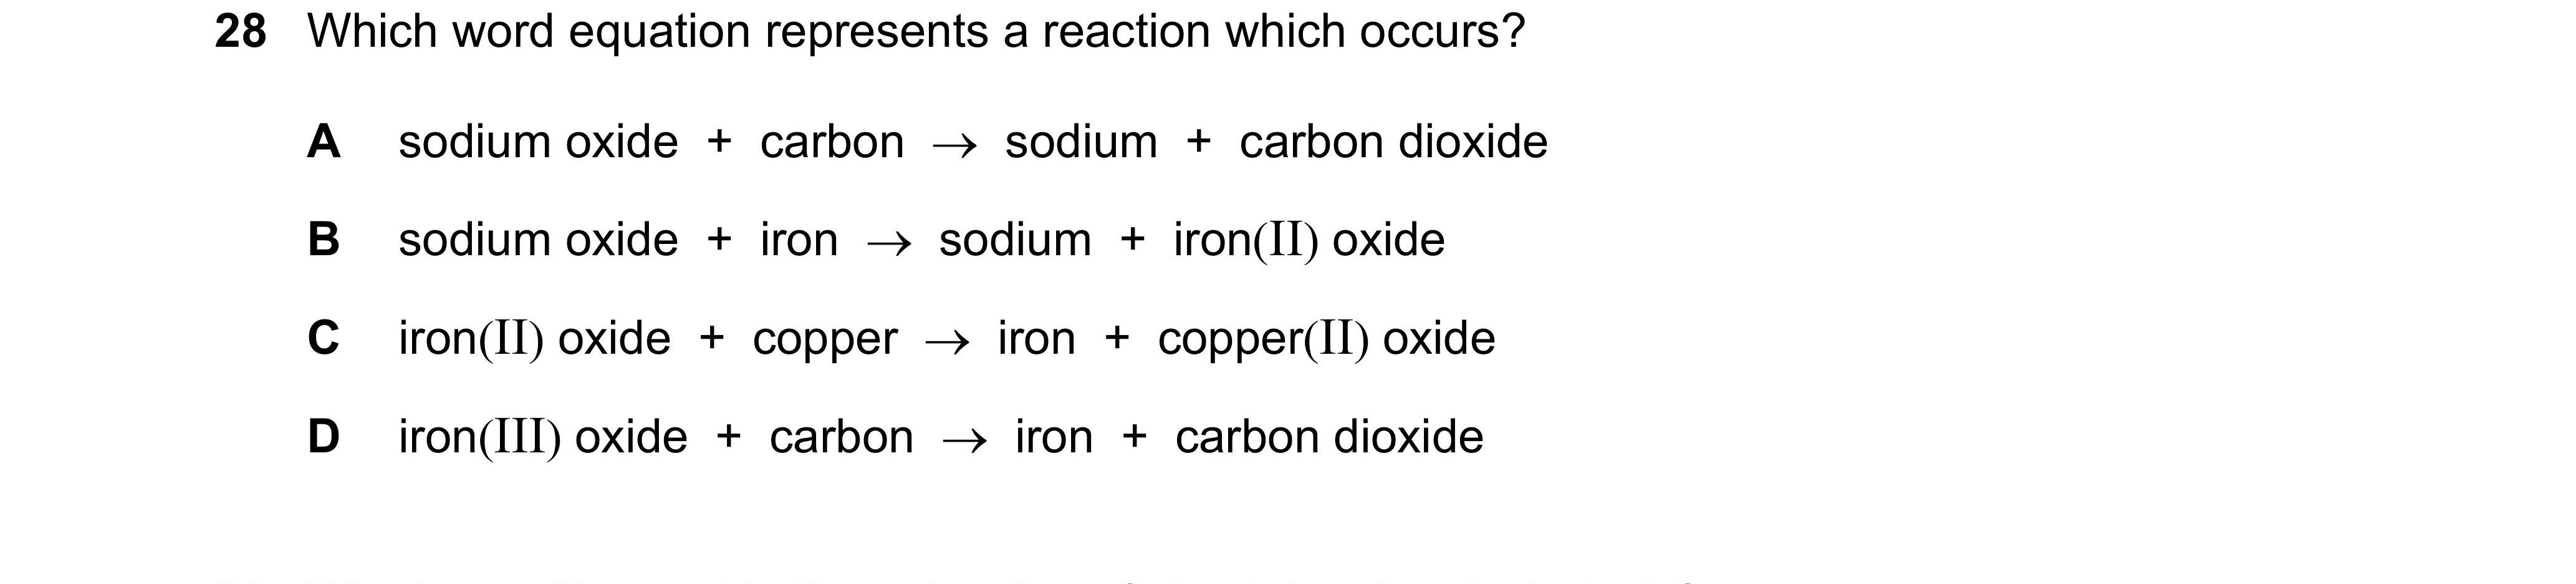 28 Which word equation represents a reaction which occurs?
A sodium oxide + carbon → sodium + carbon dioxide
B sodium oxide + iron → sodium + iron(II) oxide
C iron(II) oxide + copper → iron + copper(II) oxide
D iron(III) oxide + carbon → iron + carbon dioxide